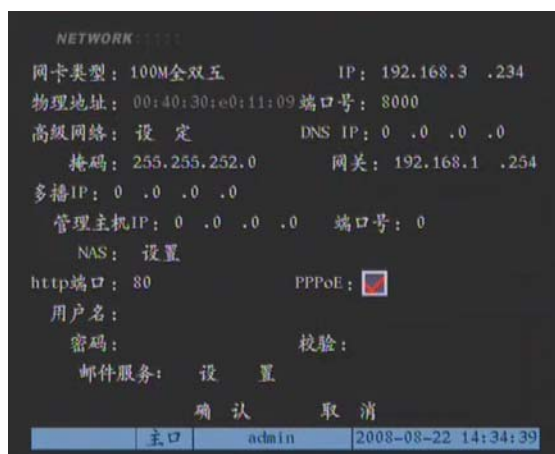 NETWORK
网卡类型：100M全双工 IP：192.168.3 .234
物理地址：00:40:30:e0:11:09 端口号：8000
高级网络：设 定 DNS IP：0 .0 .0 .0
掩码：255.255.252.0 网关：192.168.1 .254
多播IP：0 .0 .0 .0
管理主机IP：0 .0 .0 .0 端口号：0
NAS：设置
http端口：80 PPPoE：
用户名：
密码： 校验：
邮件服务： 设 置
确 认 取 消
主口 admin 2008-08-22 14:34:39